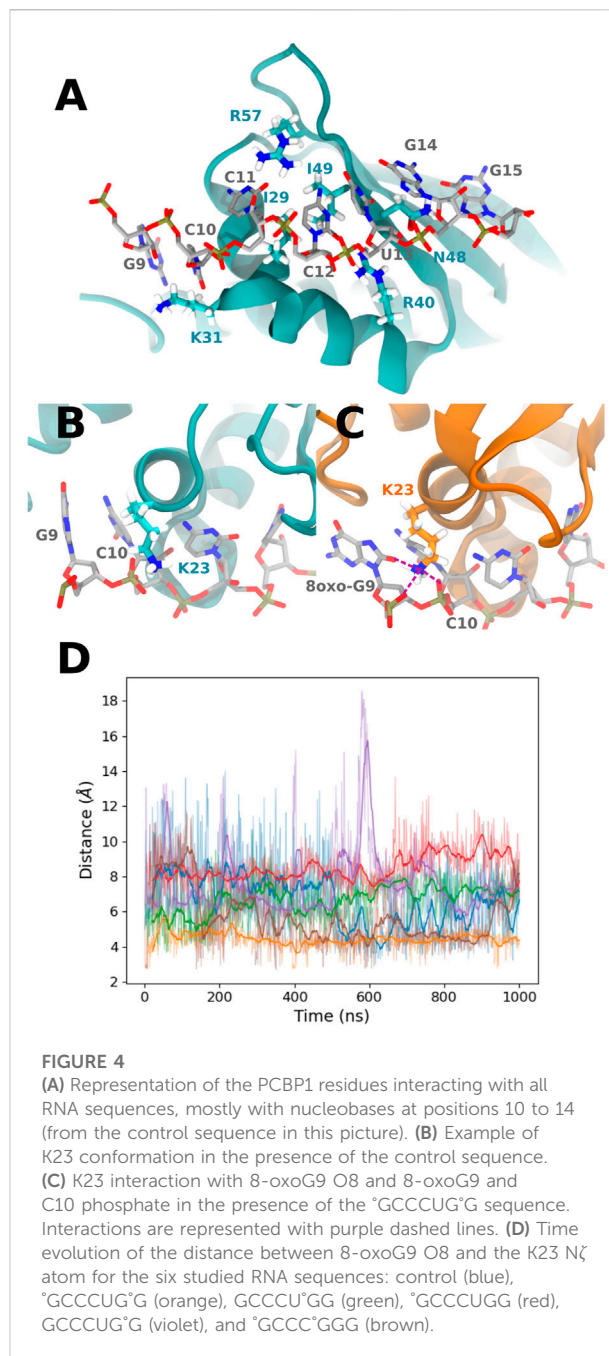 A
R57
G14
C11
I49
G15
I29
C10
U13
N48
G9
C12
R40
K31
B
C
K23
G9
C10
K23
8oxo-G9
C10
D
18
16
14
12
10
8
6
4
2
Distance (Å)
0 200 400 600 800 1000
Time (ns)
FIGURE 4
(A) Representation of the PCBP1 residues interacting with all
RNA sequences, mostly with nucleobases at positions 10 to 14
(from the control sequence in this picture). (B) Example of
K23 conformation in the presence of the control sequence.
(C) K23 interaction with 8-oxoG9 O8 and 8-oxoG9 and
C10 phosphate in the presence of the °GCCCUG°G sequence.
Interactions are represented with purple dashed lines. (D) Time
evolution of the distance between 8-oxoG9 O8 and the K23 Nζ
atom for the six studied RNA sequences: control (blue),
°GCCCUG°G (orange), GCCCU°GG (green), °GCCCUGG (red),
GCCCUG°G (violet), and °GCCC°GGG (brown).